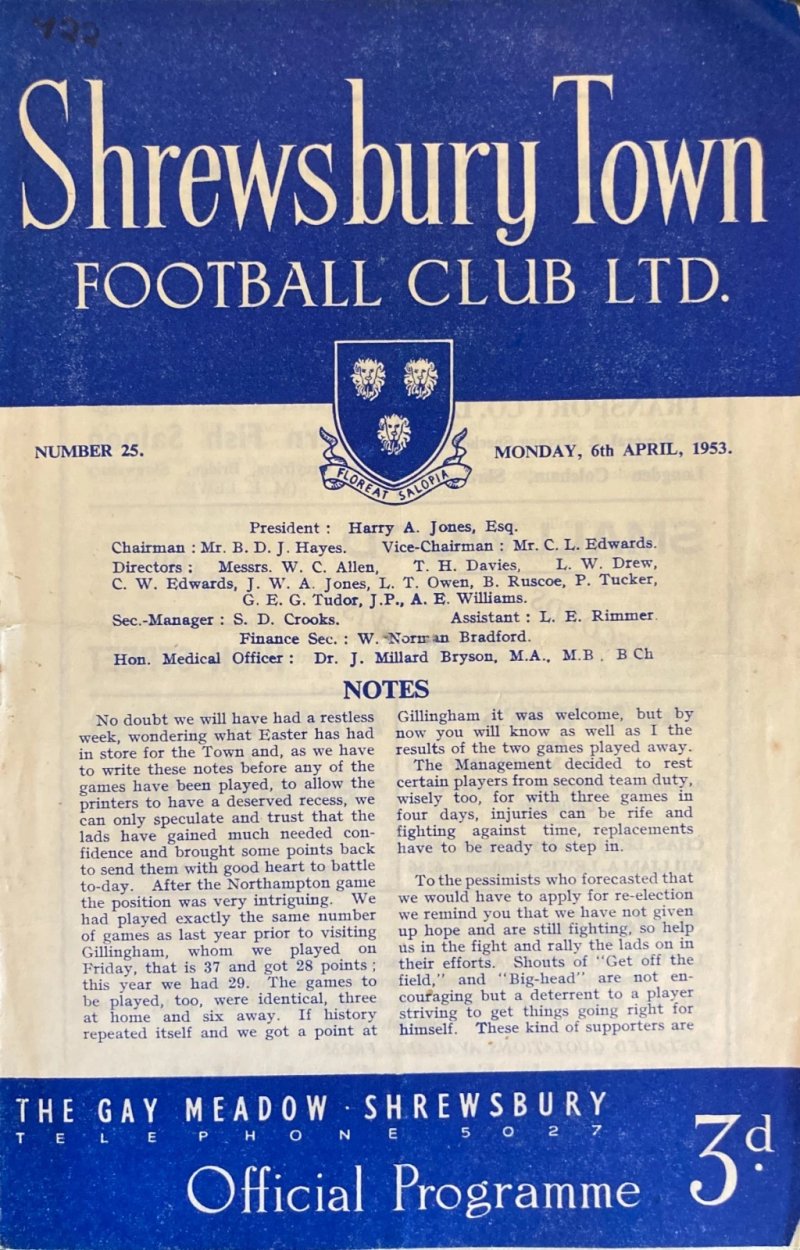 422
Shrewsbury Town
FOOTBALL CLUB LTD.
NUMBER 25.
MONDAY, 6th APRIL, 1953.
FLOREAT SALOPIA
President : Harry A. Jones, Esq.
Chairman : Mr. B. D. J. Hayes. Vice-Chairman : Mr. C. L. Edwards.
Directors : Messrs. W. C. Allen, T. H. Davies, L. W. Drew,
C. W. Edwards, J. W. A. Jones, L. T. Owen, B. Ruscoe, P. Tucker,
G. E. G. Tudor, J.P., A. E. Williams.
Sec.-Manager : S. D. Crooks. Assistant : L. E. Rimmer.
Finance Sec. : W. Norman Bradford.
Hon. Medical Officer : Dr. J. Millard Bryson, M.A., M.B. B Ch
NOTES
No doubt we will have had a restless
week, wondering what Easter has had
in store for the Town and, as we have
to write these notes before any of the
games have been played, to allow the
printers to have a deserved recess, we
can only speculate and trust that the
lads have gained much needed con-
fidence and brought some points back
to send them with good heart to battle
to-day. After the Northampton game
the position was very intriguing. We
had played exactly the same number
of games as last year prior to visiting
Gillingham, whom we played on
Friday, that is 37 and got 28 points ;
this year we had 29. The games to
be played, too, were identical, three
at home and six away. If history
repeated itself and we got a point at
Gillingham it was welcome, but by
now you will know as well as I the
results of the two games played away.
The Management decided to rest
certain players from second team duty,
wisely too, for with three games in
four days, injuries can be rife and
fighting against time, replacements
have to be ready to step in.
To the pessimists who forecasted that
we would have to apply for re-election
we remind you that we have not given
up hope and are still fighting, so help
us in the fight and rally the lads on in
their efforts. Shouts of "Get off the
field," and "Big-head" are not en-
couraging but a deterrent to a player
striving to get things going right for
himself. These kind of supporters are
THE GAY MEADOW · SHREWSBURY
TELEPHONE 5027
Official Programme
3d.